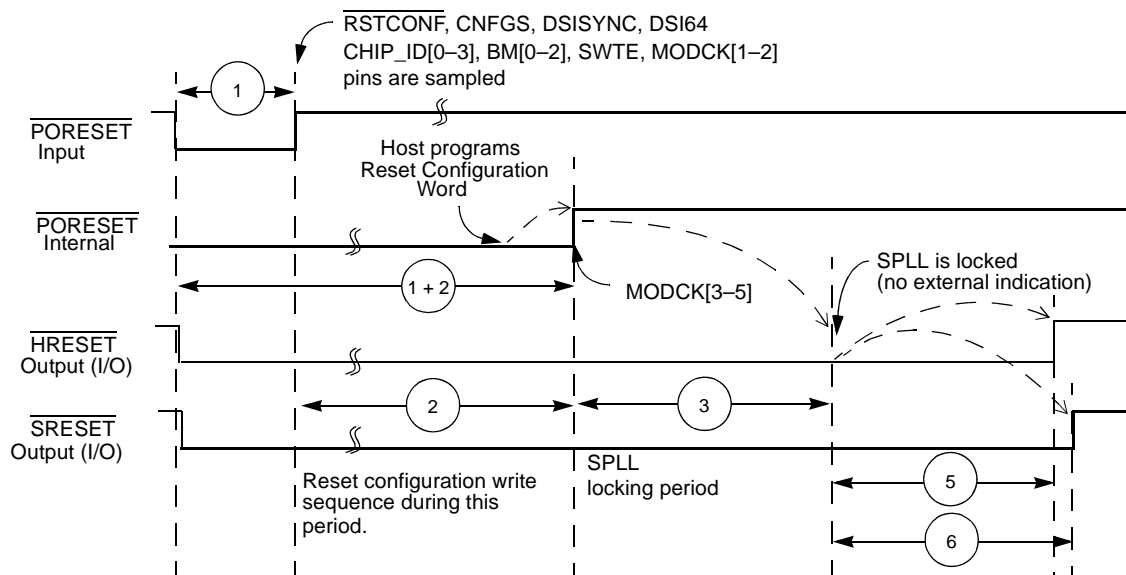 RSTCONF, CNFGS, DSISYNC, DSI64
CHIP_ID[0–3], BM[0–2], SWTE, MODCK[1–2]
pins are sampled
1
PORESET
Input
Host programs
Reset Configuration
Word
PORESET
Internal
SPLL is locked
(no external indication)
1 + 2
MODCK[3–5]
HRESET
Output (I/O)
2
3
SRESET
Output (I/O)
Reset configuration write
sequence during this
period.
SPLL
locking period
5
6